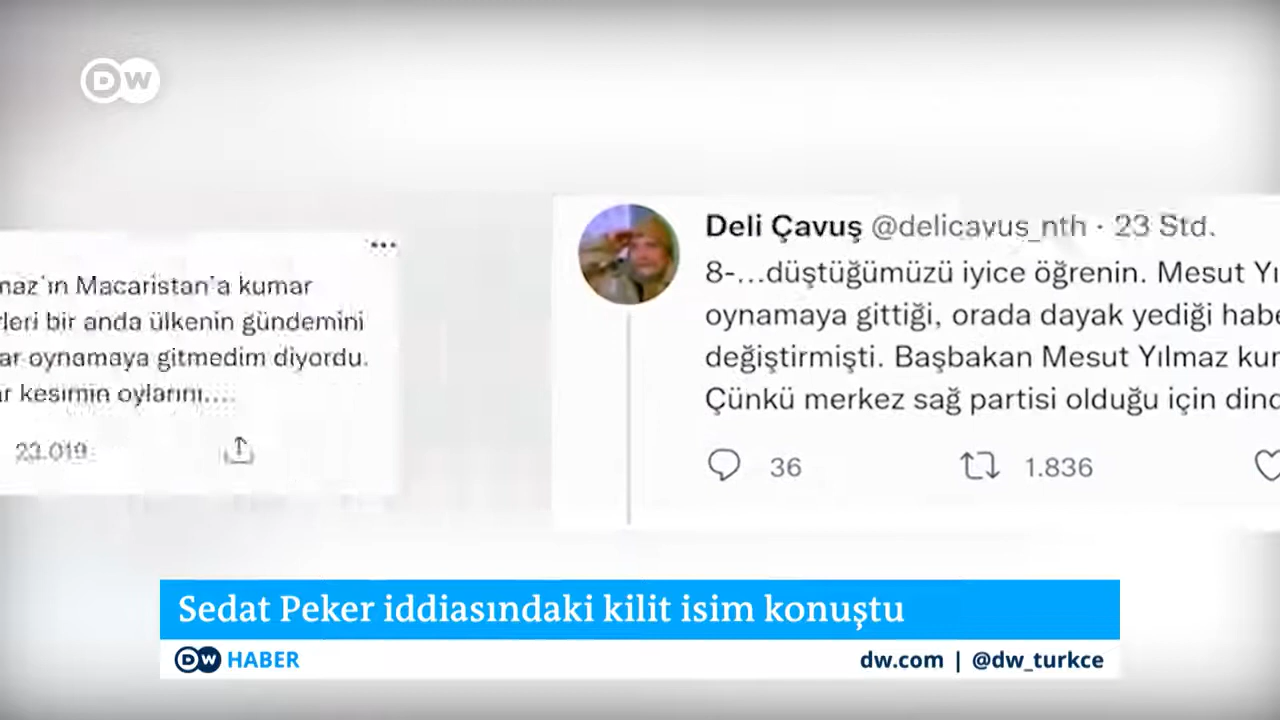 DW
...
naz'ın Macaristan'a kumar
leri bir anda ülkenin gündemini
ar oynamaya gitmedim diyordu.
r kesimin oylarını....
23.019
Deli Çavuş @delicavus_nth · 23 Std.
8-...düştüğümüzü iyice öğrenin. Mesut Yı
oynamaya gittiği, orada dayak yediği habe
değiştirmişti. Başbakan Mesut Yılmaz kur
Çünkü merkez sağ partisi olduğu için dind
36 1.836
Sedat Peker iddiasındaki kilit isim konuştu
DW HABER dw.com | @dw_turkce